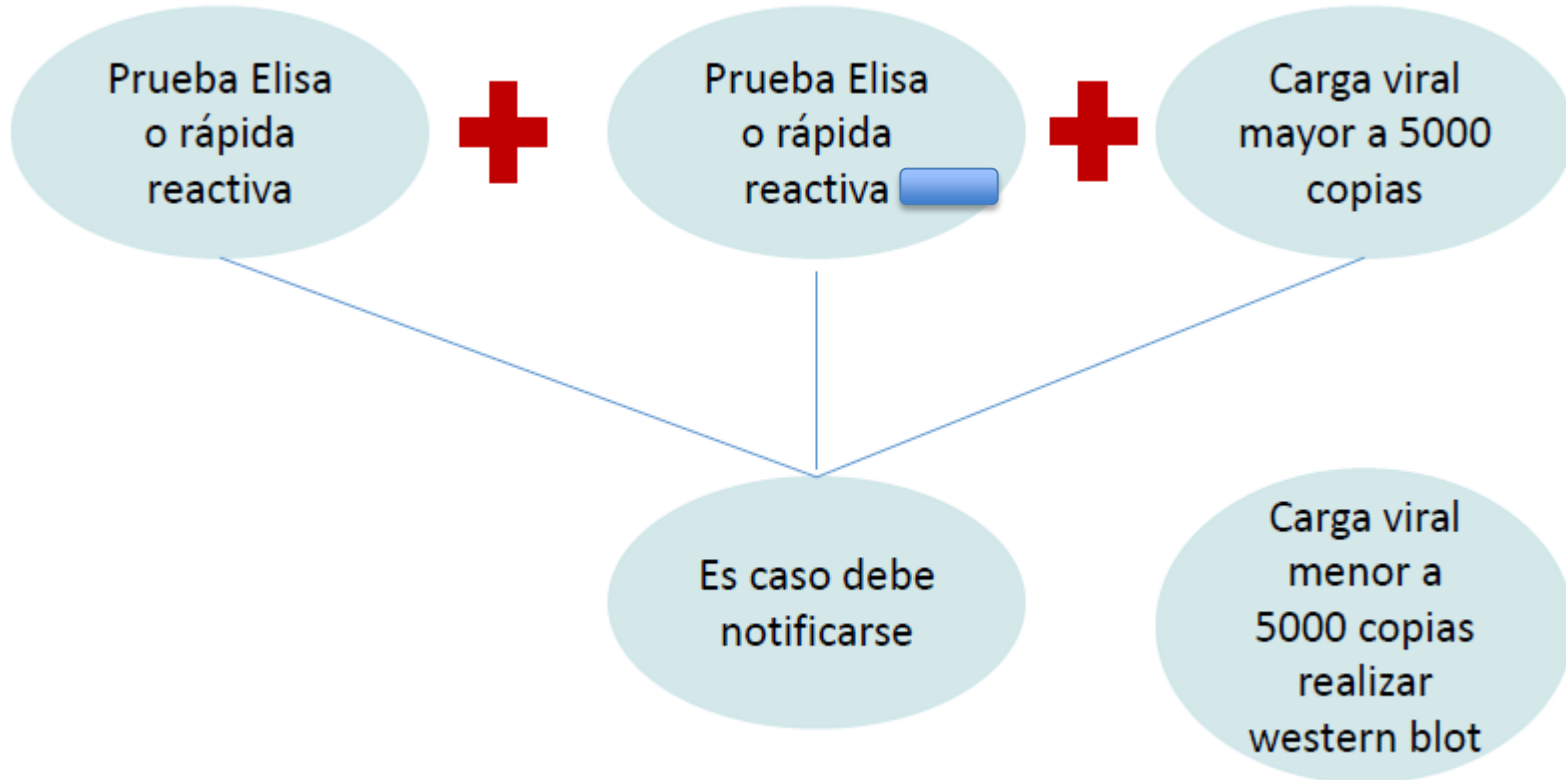 Prueba Elisa
o rápida
reactiva
Prueba Elisa
o rápida
reactiva
Carga viral
mayor a 5000
copias
Es caso debe
notificarse
Carga viral
menor a
5000 copias
realizar
western blot